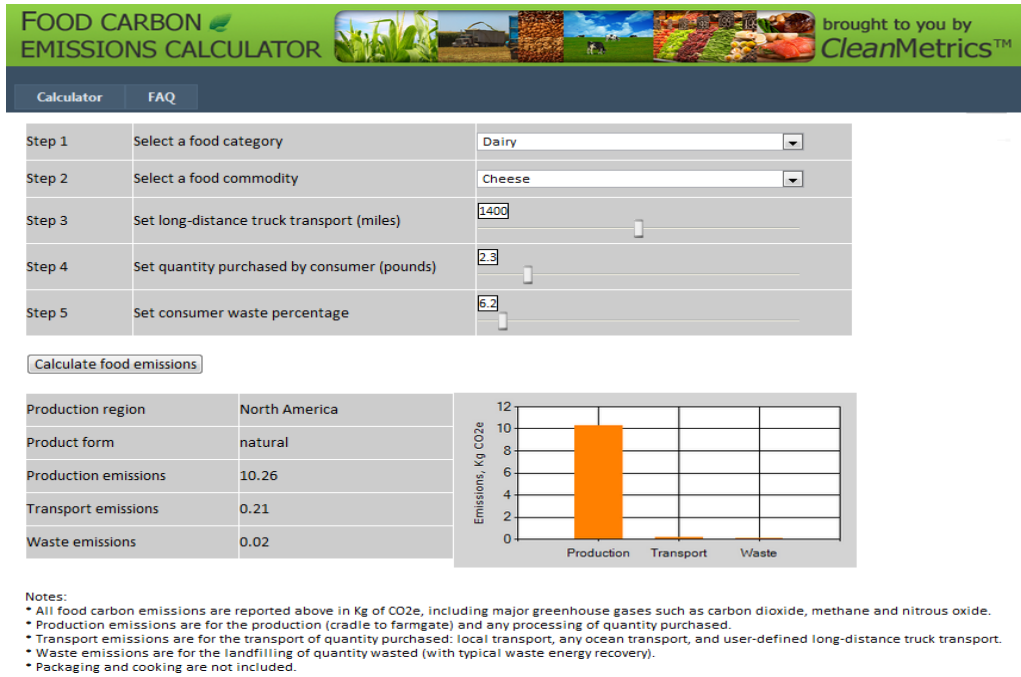 FOOD CARBON
EMISSIONS CALCULATOR
brought to you by
CleanMetrics™
Calculator FAQ
Step 1 Select a food category Dairy
Step 2 Select a food commodity Cheese
Step 3 Set long-distance truck transport (miles) 1400
Step 4 Set quantity purchased by consumer (pounds) 2.3
Step 5 Set consumer waste percentage 6.2
Calculate food emissions
Production region North America
Product form natural
Production emissions 10.26
Transport emissions 0.21
Waste emissions 0.02
Emissions, Kg CO2e
12
10
8
6
4
2
0
Production Transport Waste
Notes:
* All food carbon emissions are reported above in Kg of CO2e, including major greenhouse gases such as carbon dioxide, methane and nitrous oxide.
* Production emissions are for the production (cradle to farmgate) and any processing of quantity purchased.
* Transport emissions are for the transport of quantity purchased: local transport, any ocean transport, and user-defined long-distance truck transport.
* Waste emissions are for the landfilling of quantity wasted (with typical waste energy recovery).
* Packaging and cooking are not included.